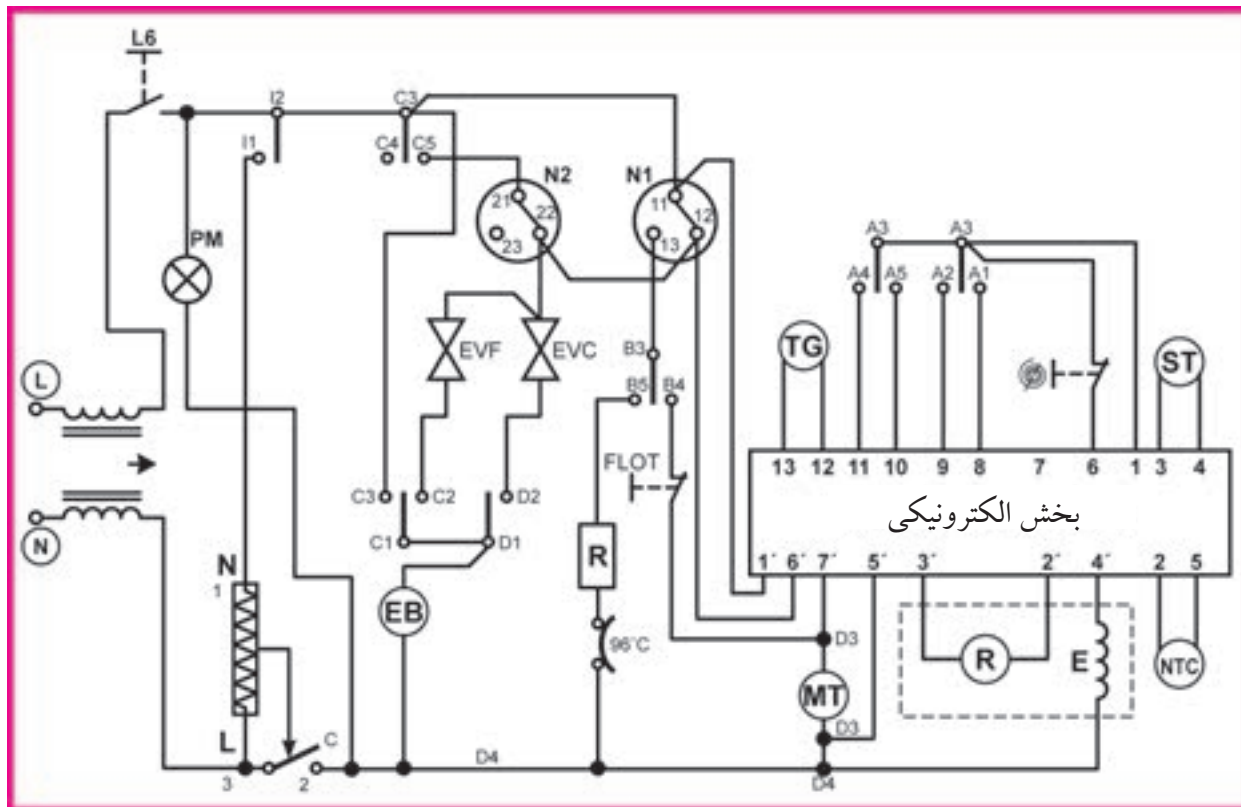 L6
I2 C3
I1 C4 C5
N2 N1
21 22 23
11 12 13
PM
A3 A3
A4 A5 A2 A1
EVF EVC
TG ST
B3
B5 B4
L
FLOT
13 12 11 10 9 8 7 6 1 3 4
C3 C2 D2
بخش الکترونیکی
N
C1 D1
1´ 6´ 7´ 5´ 3´ 2´ 4´ 2 5
N
1
R
EB
96°C
D3
R E NTC
MT
L C
D4 D3
3 2
D4